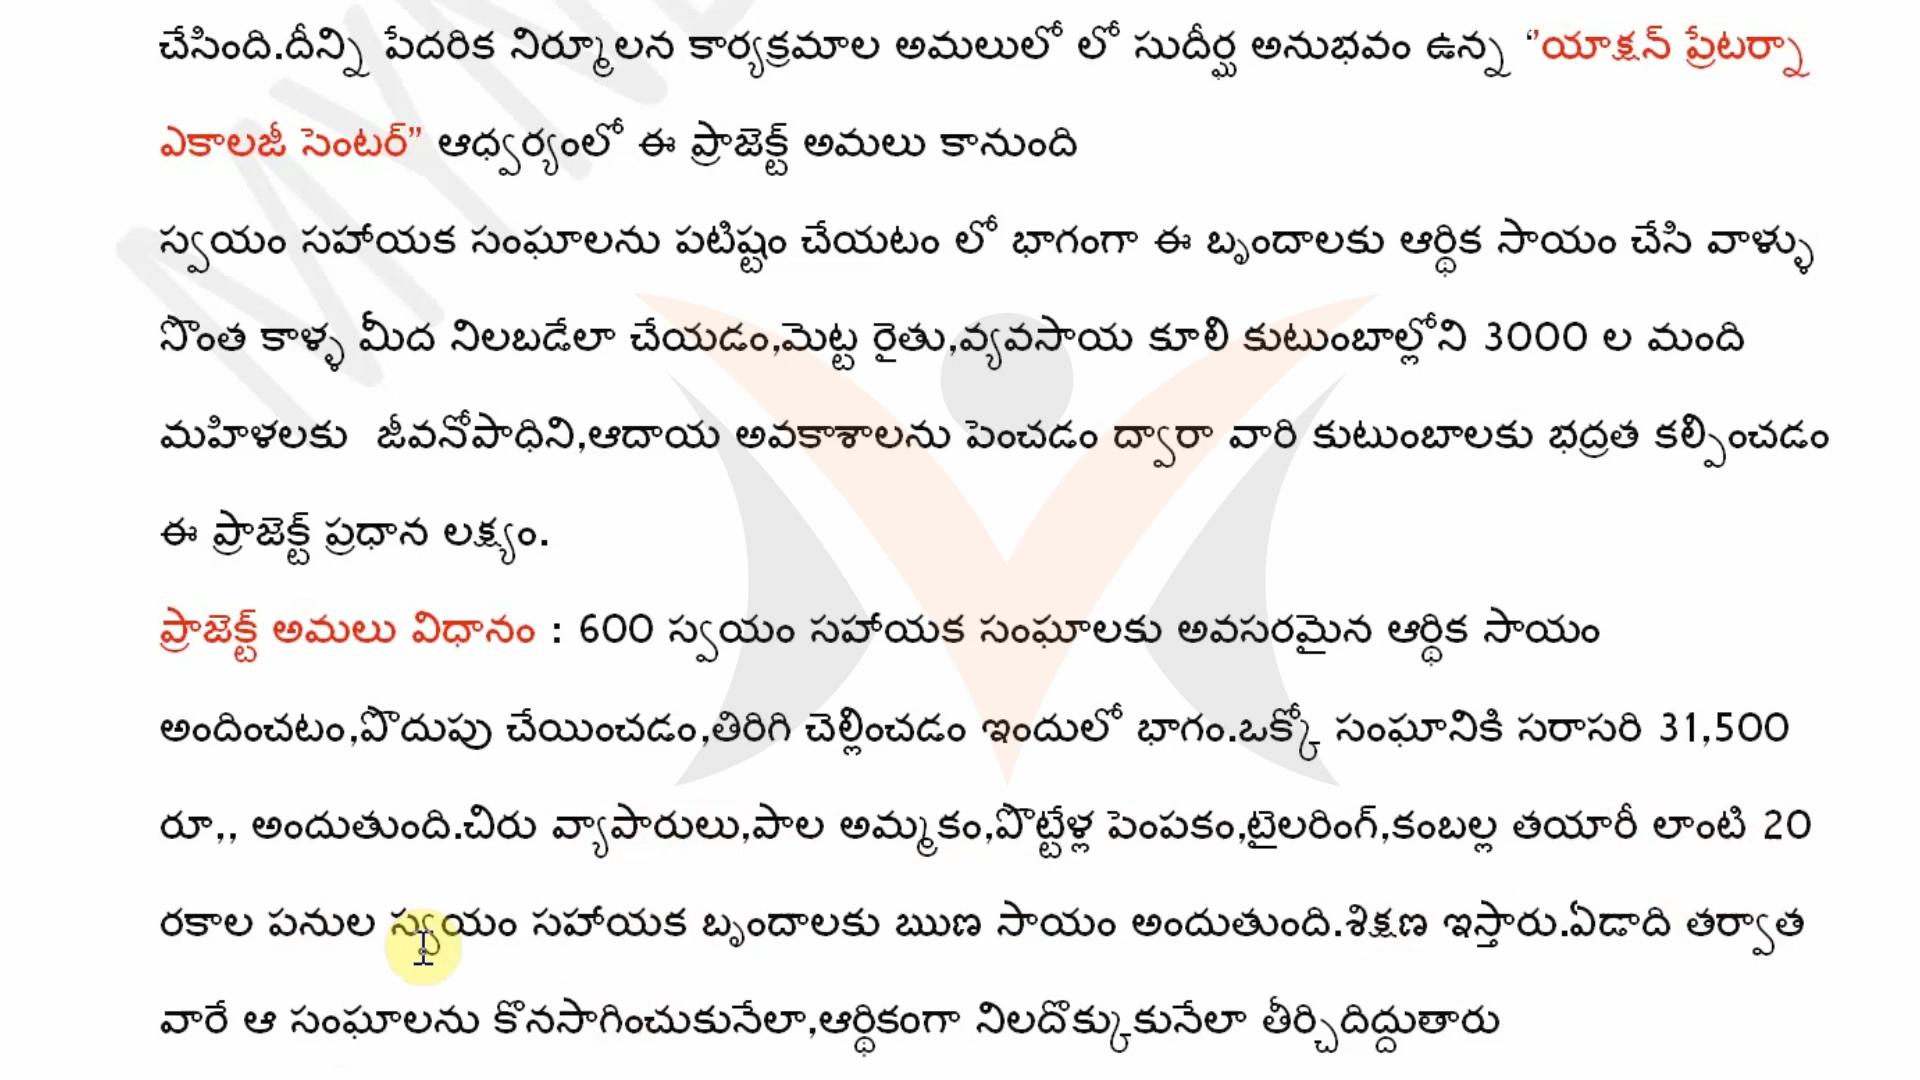 చేసింది.దీన్ని పేదరిక నిర్మూలన కార్యక్రమాల అమలులో లో సుదీర్ఘ అనుభవం ఉన్న “యాక్షన్ ప్రేటర్నా
ఎకాలజీ సెంటర్” ఆధ్వర్యంలో ఈ ప్రాజెక్ట్ అమలు కానుంది
స్వయం సహాయక సంఘాలను పటిష్టం చేయటం లో భాగంగా ఈ బృందాలకు ఆర్థిక సాయం చేసి వాళ్ళు
సొంత కాళ్ళ మీద నిలబడేలా చేయడం,మెట్ట రైతు,వ్యవసాయ కూలి కుటుంబాల్లోని 3000 ల మంది
మహిళలకు జీవనోపాధిని,ఆదాయ అవకాశాలను పెంచడం ద్వారా వారి కుటుంబాలకు భద్రత కల్పించడం
ఈ ప్రాజెక్ట్ ప్రధాన లక్ష్యం.
ప్రాజెక్ట్ అమలు విధానం : 600 స్వయం సహాయక సంఘాలకు అవసరమైన ఆర్థిక సాయం
అందించటం,పొదుపు చేయించడం,తిరిగి చెల్లించడం ఇందులో భాగం.ఒక్కో సంఘానికి సరాసరి 31,500
రూ,, అందుతుంది.చిరు వ్యాపారులు,పాల అమ్మకం,పొట్టేళ్ల పెంపకం,టైలరింగ్,కంబల్ల తయారీ లాంటి 20
రకాల పనుల స్వయం సహాయక బృందాలకు ఋణ సాయం అందుతుంది.శిక్షణ ఇస్తారు.ఏడాది తర్వాత
వారే ఆ సంఘాలను కొనసాగించుకునేలా,ఆర్థికంగా నిలదొక్కుకునేలా తీర్చిదిద్దుతారు